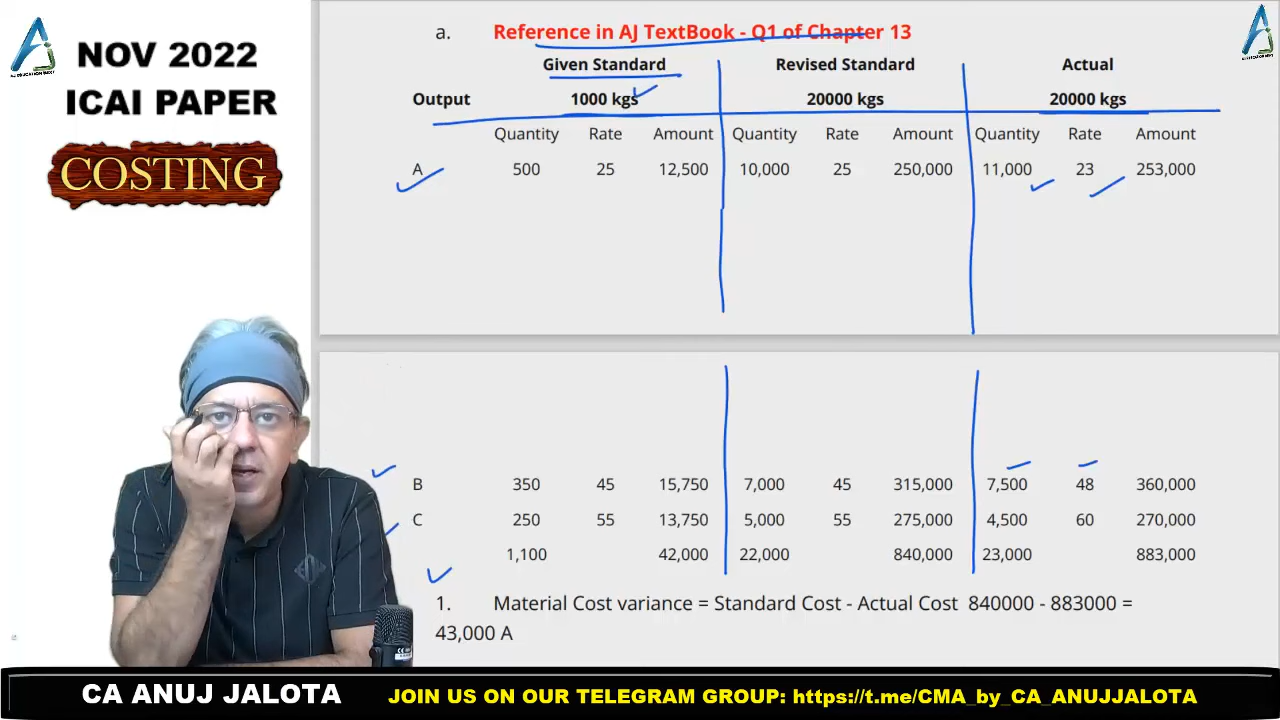 NOV 2022
ICAI PAPER
COSTING
a. Reference in AJ TextBook - Q1 of Chapter 13
Given Standard Revised Standard Actual
Output 1000 kgs 20000 kgs 20000 kgs
Quantity Rate Amount Quantity Rate Amount Quantity Rate Amount
A 500 25 12,500 10,000 25 250,000 11,000 23 253,000
B 350 45 15,750 7,000 45 315,000 7,500 48 360,000
C 250 55 13,750 5,000 55 275,000 4,500 60 270,000
1,100 42,000 22,000 840,000 23,000 883,000
1. Material Cost variance = Standard Cost - Actual Cost 840000 - 883000 =
43,000 A
CA ANUJ JALOTA JOIN US ON OUR TELEGRAM GROUP: https://t.me/CMA_by_CA_ANUJJALOTA